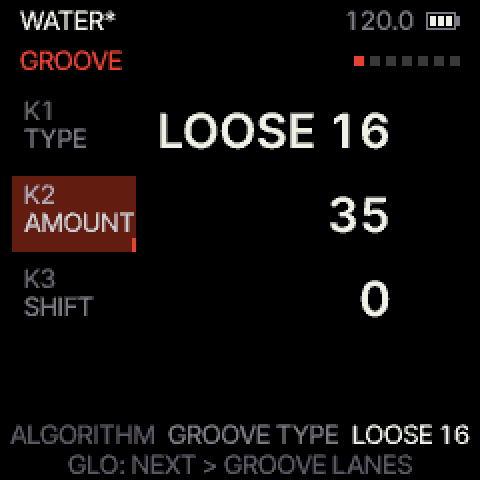 WATER* 120.0
GROOVE
K1
TYPE LOOSE 16
K2
AMOUNT 35
K3
SHIFT 0
ALGORITHM GROOVE TYPE LOOSE 16
GLO: NEXT > GROOVE LANES